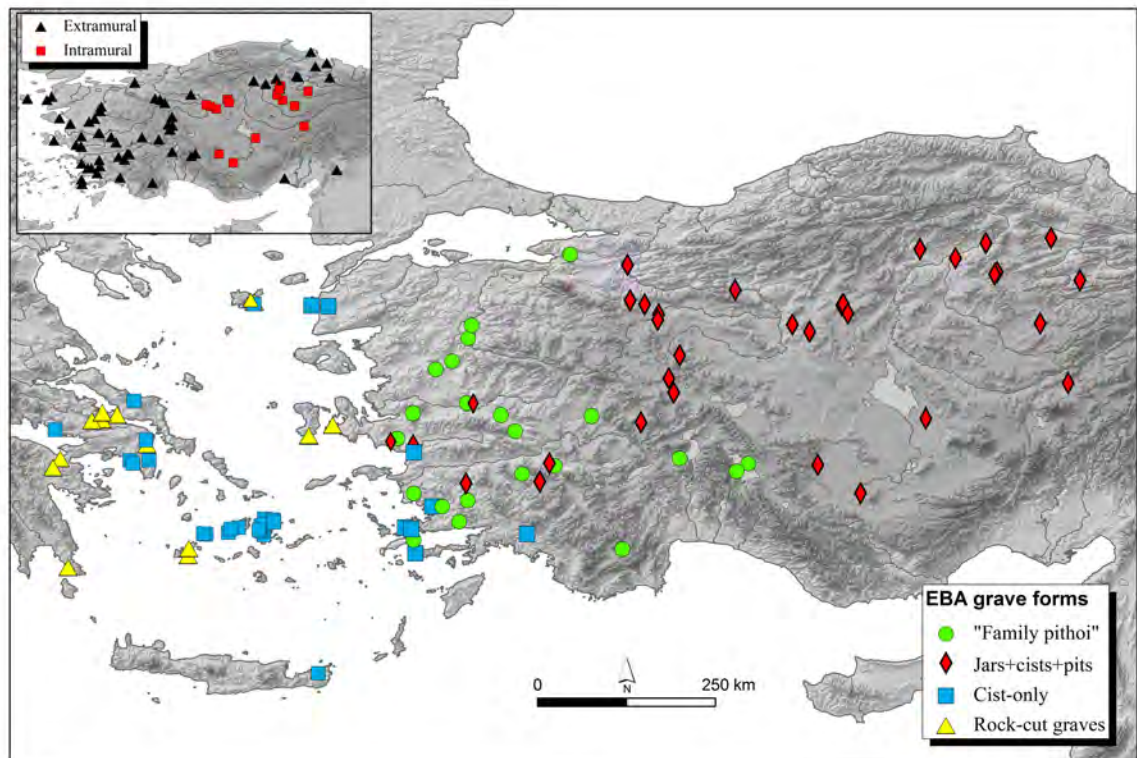 Extramural
Intramural
EBA grave forms
"Family pithoi"
Jars+cists+pits
Cist-only
Rock-cut graves
N
0 250 km